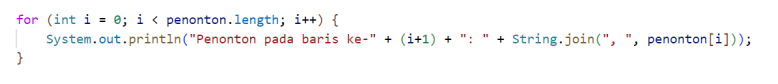 for (int i = 0; i < penonton.length; i++) {
    System.out.println("Penonton pada baris ke-" + (i+1) + ": " + String.join(", ", penonton[i]));
}